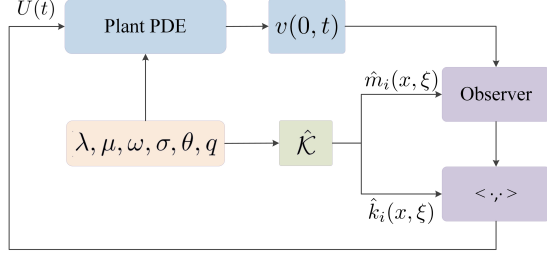 U(t)
Plant PDE
v(0, t)
m̂ᵢ(x, ξ)
Observer
λ, μ, ω, σ, θ, q
𝒦̂
< ·,· >
k̂ᵢ(x, ξ)